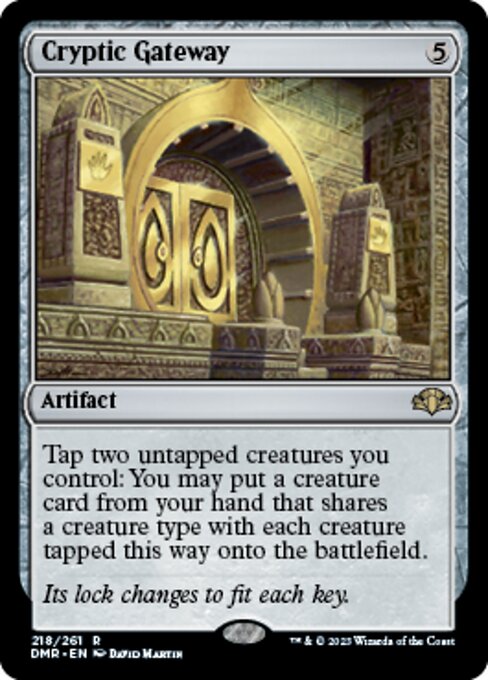 Cryptic Gateway 5
Artifact
Tap two untapped creatures you
control: You may put a creature
card from your hand that shares
a creature type with each creature
tapped this way onto the battlefield.
Its lock changes to fit each key.
218/261 R
DMR • EN David Martin
™ & © 2023 Wizards of the Coast